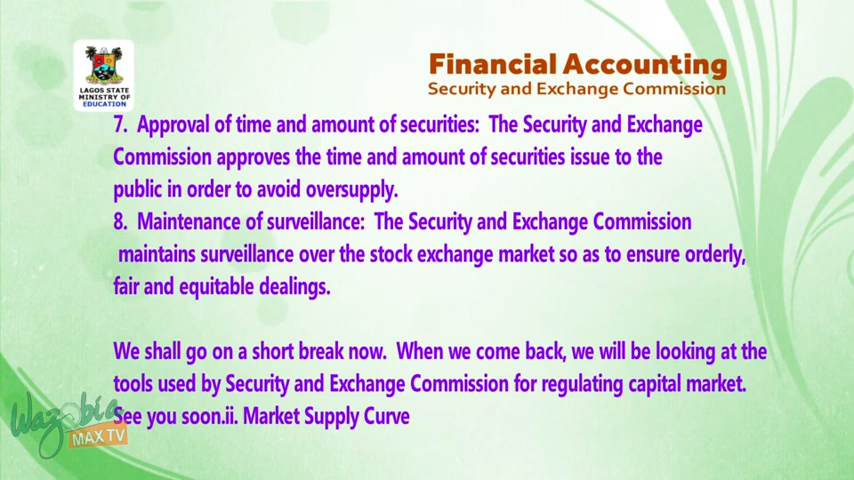 LAGOS STATE
MINISTRY OF
EDUCATION
Financial Accounting
Security and Exchange Commission
7. Approval of time and amount of securities: The Security and Exchange
Commission approves the time and amount of securities issue to the
public in order to avoid oversupply.
8. Maintenance of surveillance: The Security and Exchange Commission
maintains surveillance over the stock exchange market so as to ensure orderly,
fair and equitable dealings.
We shall go on a short break now. When we come back, we will be looking at the
tools used by Security and Exchange Commission for regulating capital market.
See you soon.ii. Market Supply Curve
Wazobia
MAX TV